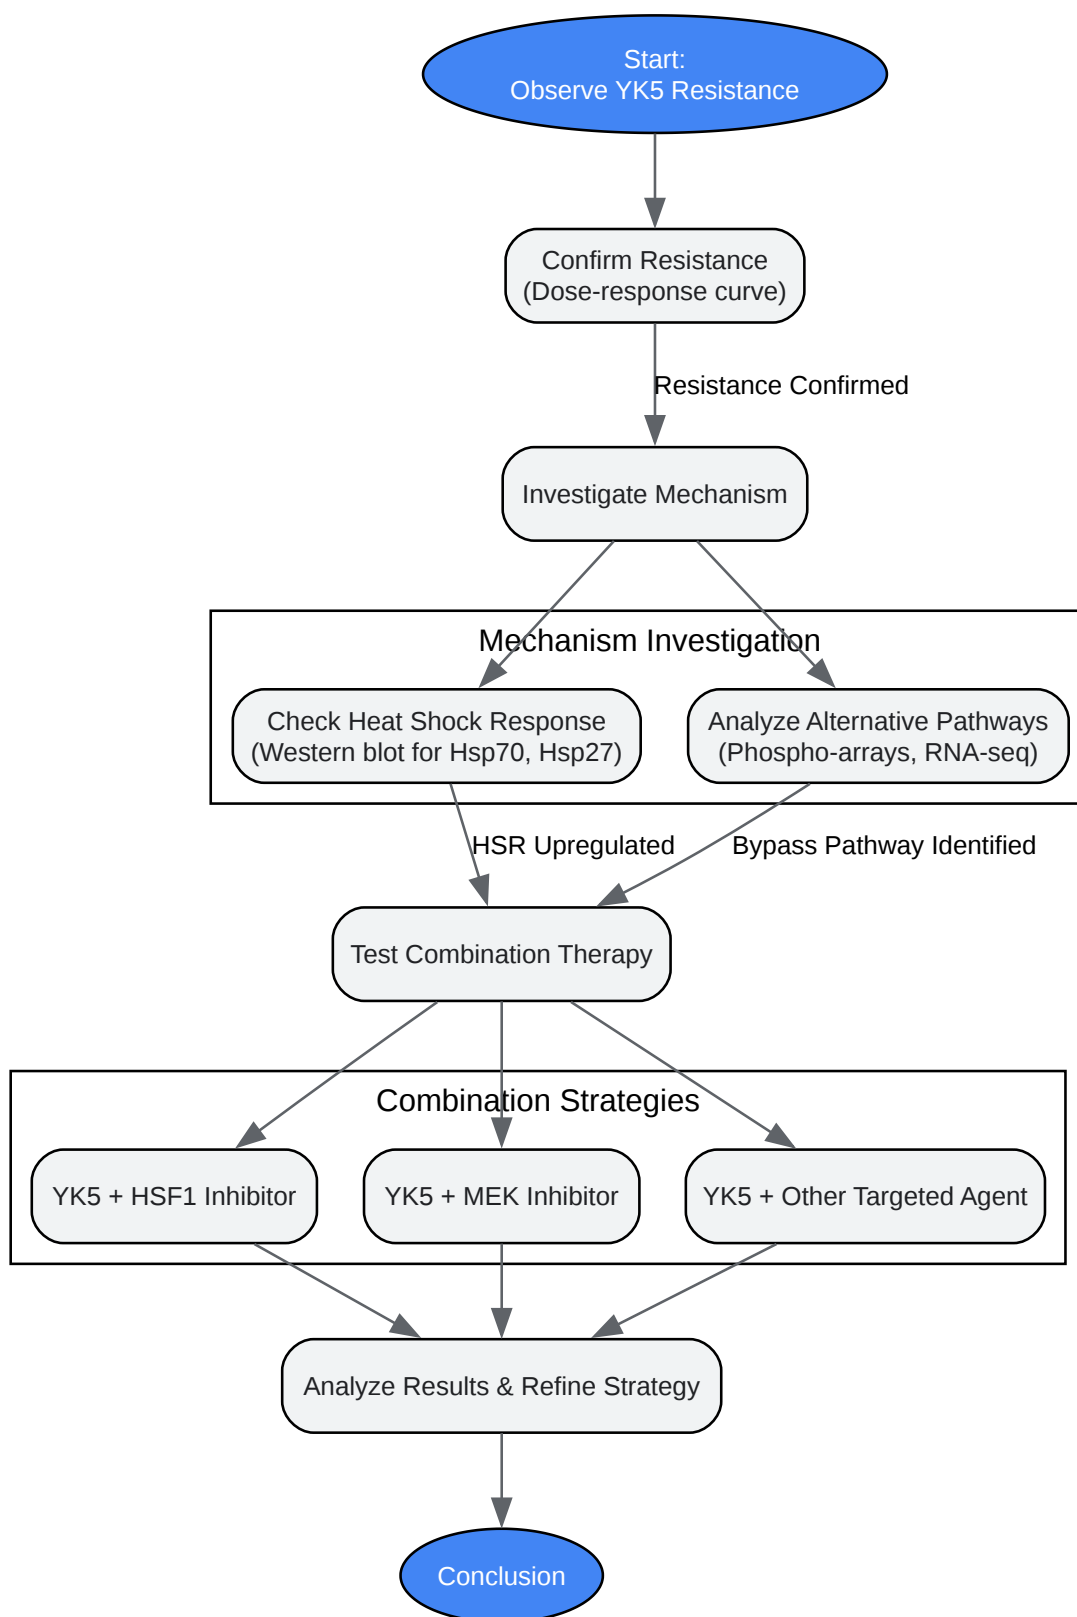 Start:
Observe YK5 Resistance
Confirm Resistance
(Dose-response curve)
Resistance Confirmed
Investigate Mechanism
Mechanism Investigation
Check Heat Shock Response
(Western blot for Hsp70, Hsp27)
Analyze Alternative Pathways
(Phospho-arrays, RNA-seq)
HSR Upregulated
Bypass Pathway Identified
Test Combination Therapy
Combination Strategies
YK5 + HSF1 Inhibitor
YK5 + MEK Inhibitor
YK5 + Other Targeted Agent
Analyze Results & Refine Strategy
Conclusion